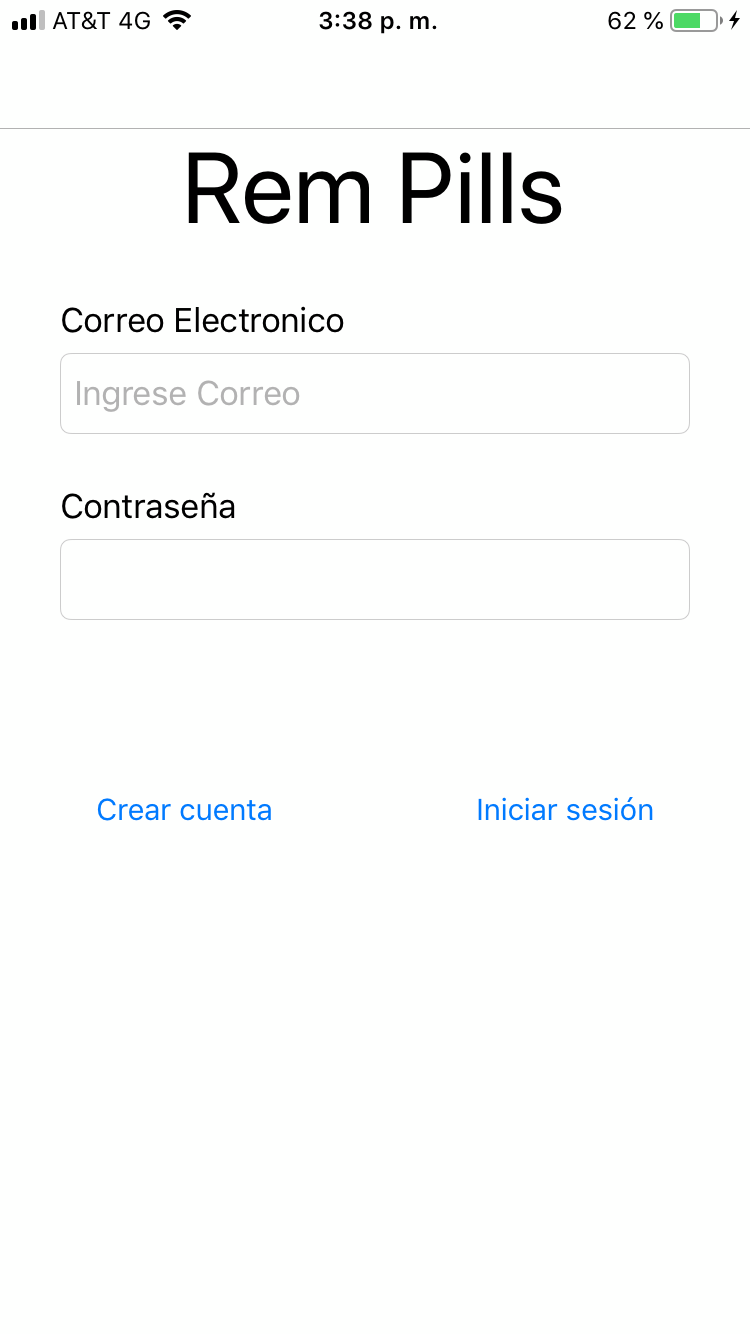 AT&T 4G 3:38 p. m. 62 %
Rem Pills
Correo Electronico
Ingrese Correo
Contraseña
Crear cuenta Iniciar sesión